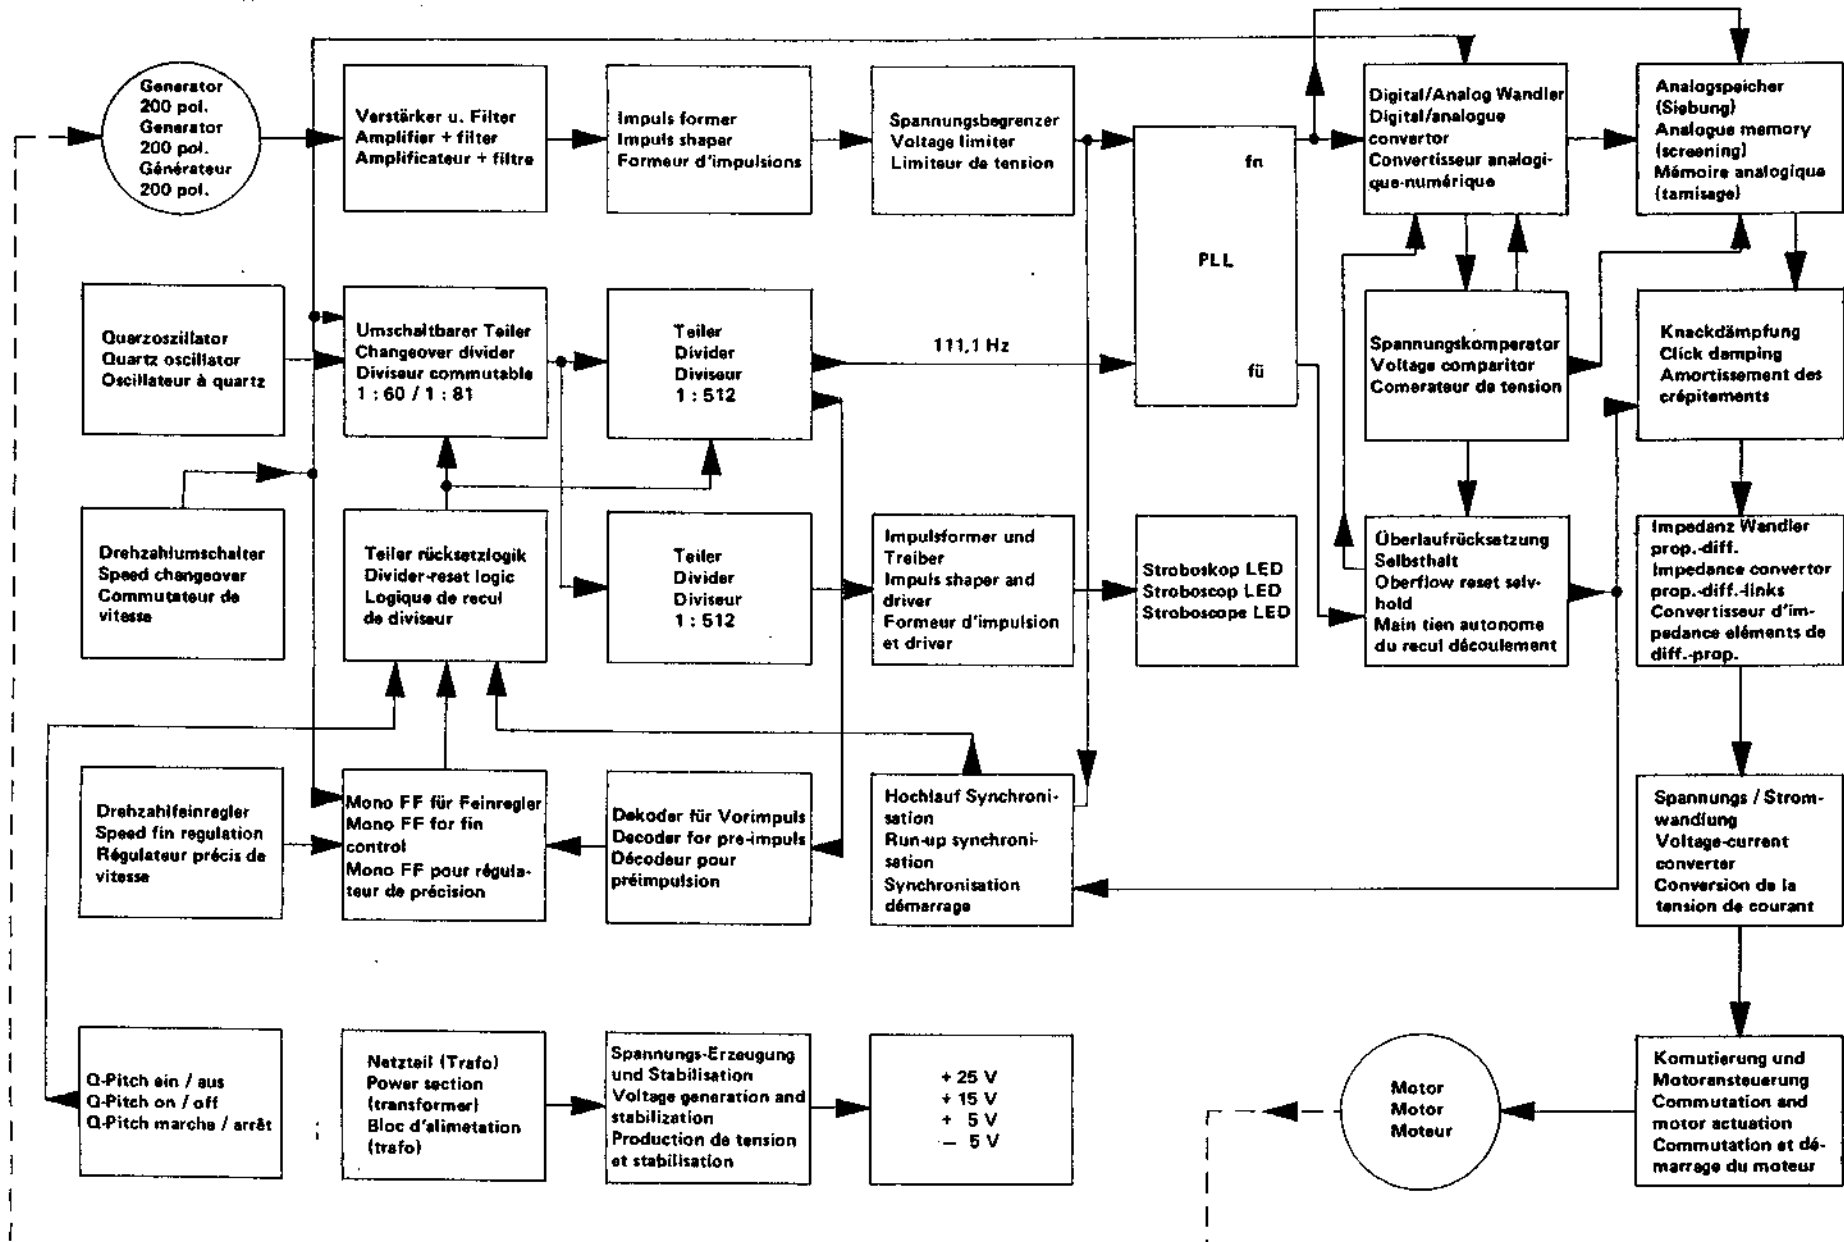 Generator
200 pol.
Generator
200 pol.
Générateur
200 pol.
Verstärker u. Filter
Amplifier + filter
Amplificateur + filtre
Impuls former
Impuls shaper
Formeur d'impulsions
Spannungsbegrenzer
Voltage limiter
Limiteur de tension
PLL
fn
fü
Digital/Analog Wandler
Digital/analogue
convertor
Convertisseur analogi-
que-numérique
Analogspeicher
(Siebung)
Analogue memory
(screening)
Mémoire analogique
(tamisage)
Quarzoszillator
Quartz oscillator
Oscillateur à quartz
Umschaltbarer Teiler
Changeover divider
Diviseur commutable
1 : 60 / 1 : 81
Teiler
Divider
Diviseur
1 : 512
111,1 Hz
Spannungskomperator
Voltage comparitor
Comerateur de tension
Knackdämpfung
Click damping
Amortissement des
crépitements
Drehzahlumschalter
Speed changeover
Commutateur de
vitesse
Teiler rücksetzlogik
Divider-reset logic
Logique de recul
de diviseur
Teiler
Divider
Diviseur
1 : 512
Impulsformer und
Treiber
Impuls shaper and
driver
Formeur d'impulsion
et driver
Stroboskop LED
Stroboscop LED
Stroboscope LED
Überlaufrücksetzung
Selbsthalt
Oberflow reset selv-
hold
Main tien autonome
du recul découlement
Impedanz Wandler
prop.-diff.
Impedance convertor
prop.-diff.-links
Convertisseur d'im-
pedance eléments de
diff.-prop.
Drehzahlfeinregler
Speed fin regulation
Régulateur précis de
vitesse
Mono FF für Feinregler
Mono FF for fin
control
Mono FF pour régula-
teur de précision
Dekoder für Vorimpuls
Decoder for pre-impuls
Décodeur pour
préimpulsion
Hochlauf Synchroni-
sation
Run-up synchroni-
sation
Synchronisation
démarrage
Spannungs / Strom-
wandlung
Voltage-current
converter
Conversion de la
tension de courant
Q-Pitch ein / aus
Q-Pitch on / off
Q-Pitch marche / arrêt
Netzteil (Trafo)
Power section
(transformer)
Bloc d'alimetation
(trafo)
Spannungs-Erzeugung
und Stabilisation
Voltage generation and
stabilization
Production de tension
et stabilisation
+ 25 V
+ 15 V
+ 5 V
− 5 V
Motor
Motor
Moteur
Komutierung und
Motoransteuerung
Commutation and
motor actuation
Commutation et dé-
marrage du moteur